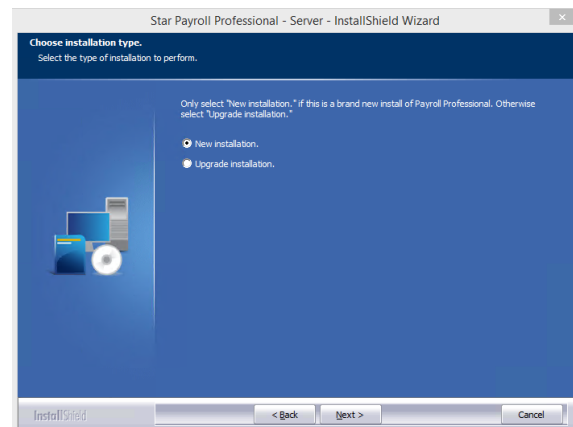 Star Payroll Professional - Server - InstallShield Wizard
Choose installation type.
Select the type of installation to perform.
Only select "New installation." if this is a brand new install of Payroll Professional. Otherwise
select "Upgrade installation."
New installation.
Upgrade installation.
InstallShield
< Back Next > Cancel